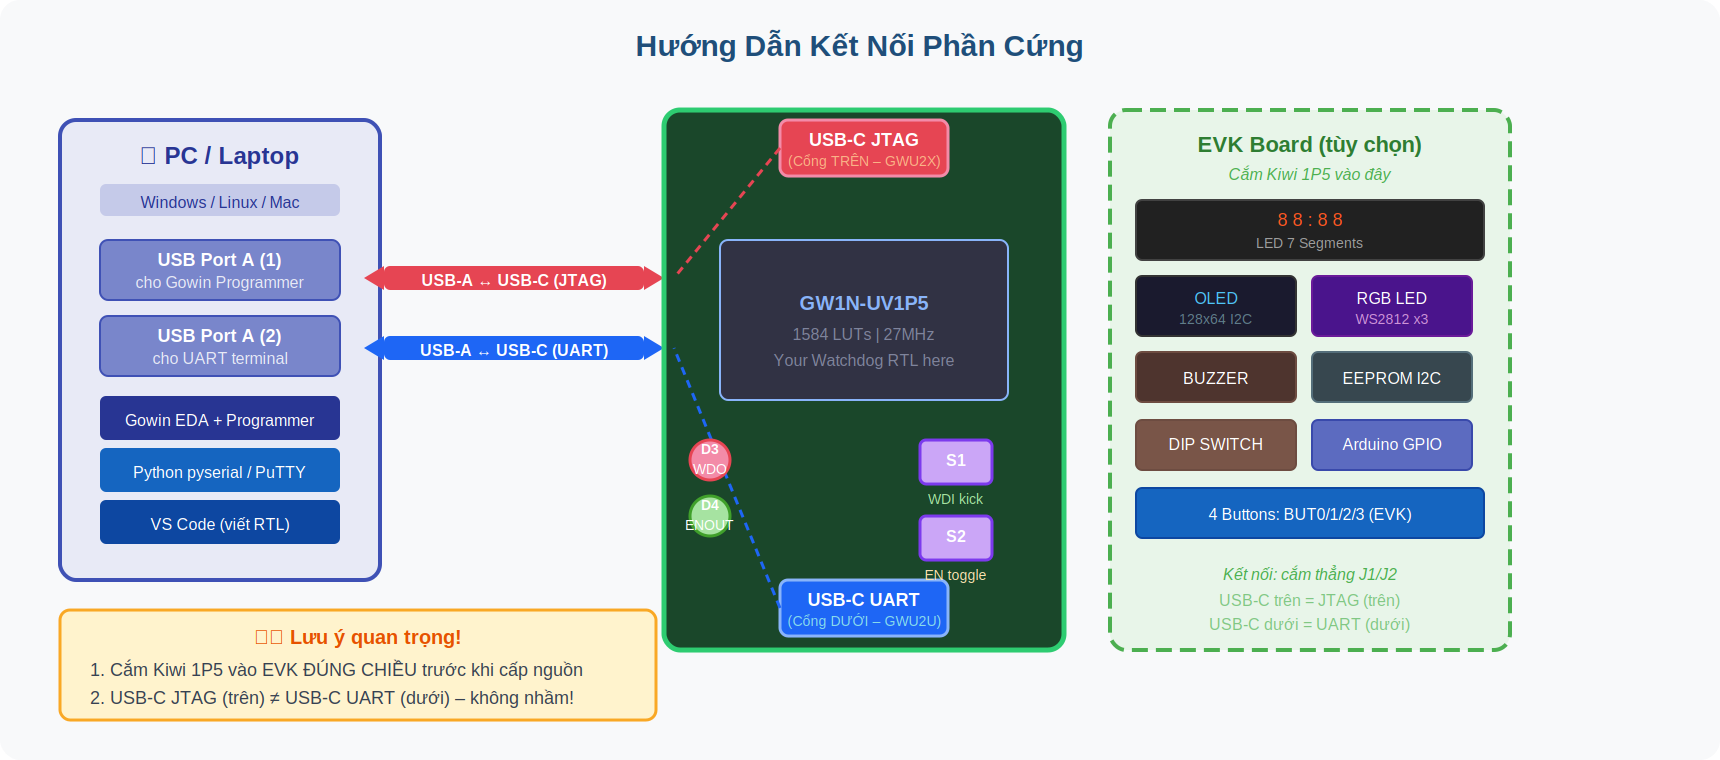 Hướng Dẫn Kết Nối Phần Cứng
PC / Laptop
Windows / Linux / Mac
USB Port A (1)
cho Gowin Programmer
USB Port A (2)
cho UART terminal
Gowin EDA + Programmer
Python pyserial / PuTTY
VS Code (viết RTL)
USB-A ↔ USB-C (JTAG)
USB-A ↔ USB-C (UART)
USB-C JTAG
(Cổng TRÊN – GWU2X)
GW1N-UV1P5
1584 LUTs | 27MHz
Your Watchdog RTL here
D3
WDO
D4
ENOUT
S1
WDI kick
S2
EN toggle
USB-C UART
(Cổng DƯỚI – GWU2U)
EVK Board (tùy chọn)
Cắm Kiwi 1P5 vào đây
88:88
LED 7 Segments
OLED
128x64 I2C
RGB LED
WS2812 x3
BUZZER
EEPROM I2C
DIP SWITCH
Arduino GPIO
4 Buttons: BUT0/1/2/3 (EVK)
Kết nối: cắm thẳng J1/J2
USB-C trên = JTAG (trên)
USB-C dưới = UART (dưới)
Lưu ý quan trọng!
1. Cắm Kiwi 1P5 vào EVK ĐÚNG CHIỀU trước khi cấp nguồn
2. USB-C JTAG (trên) ≠ USB-C UART (dưới) – không nhầm!